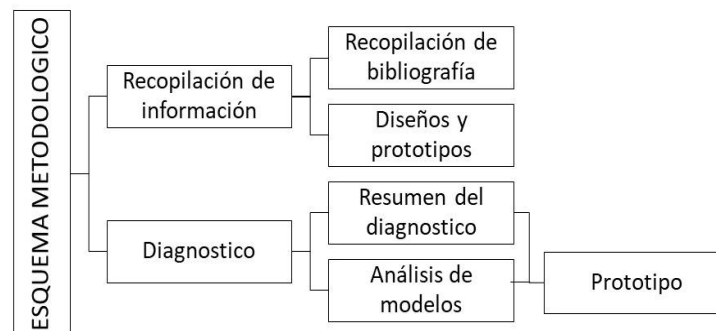 ESQUEMA METODOLOGICO
Recopilación de
información
Recopilación de
bibliografía
Diseños y
prototipos
Diagnostico
Resumen del
diagnostico
Análisis de
modelos
Prototipo